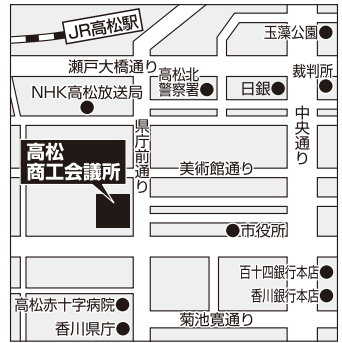 JR高松駅
玉藻公園
瀬戸大橋通り
高松北
警察署
日銀
裁判所
NHK高松放送局
県庁前通り
中央通り
高松
商工会議所
美術館通り
市役所
百十四銀行本店
香川銀行本店
高松赤十字病院
香川県庁
菊池寛通り